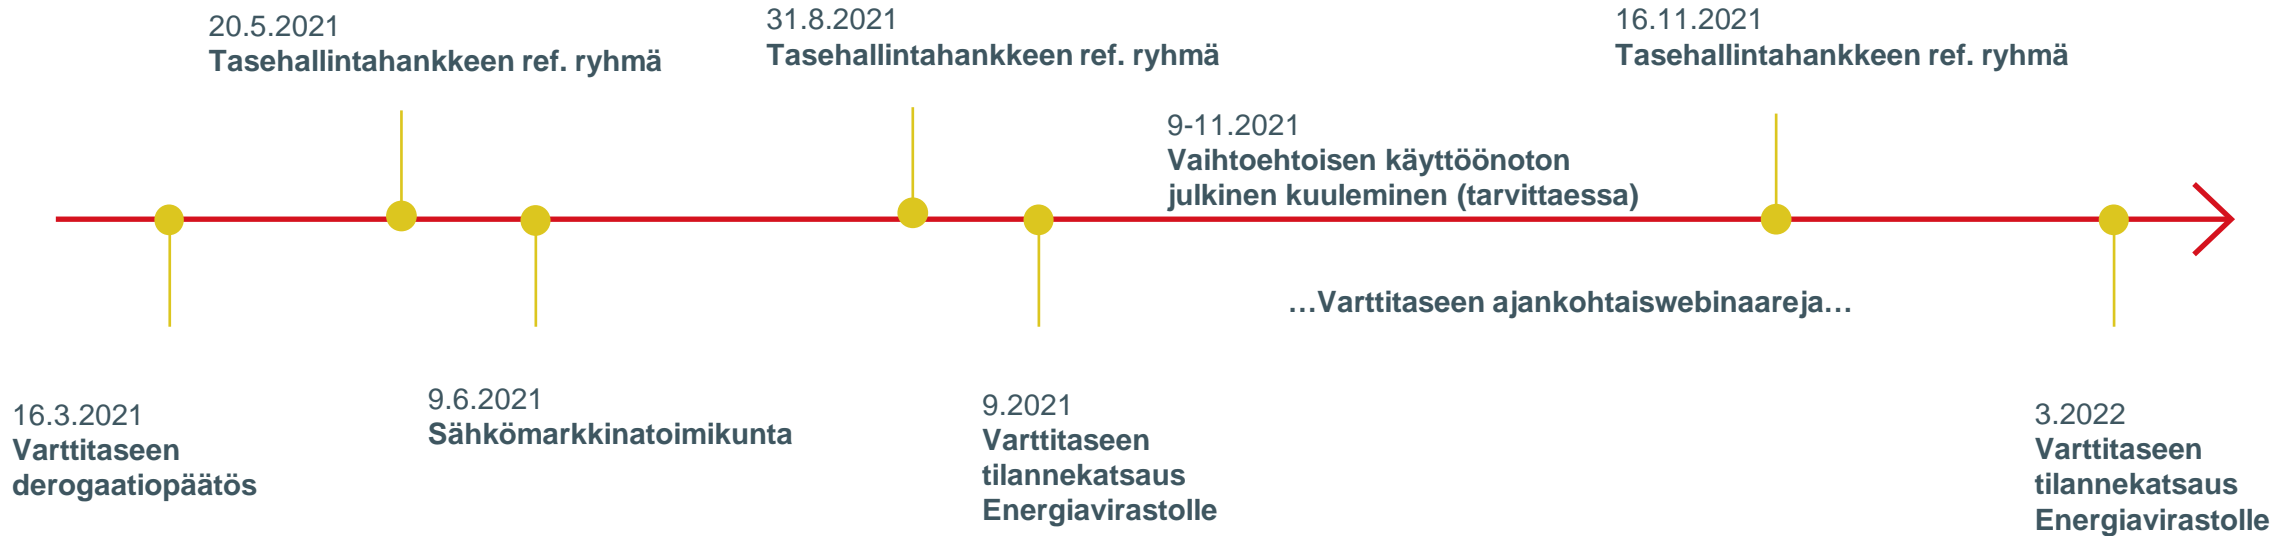 20.5.2021
Tasehallintahankkeen ref. ryhmä
31.8.2021
Tasehallintahankkeen ref. ryhmä
16.11.2021
Tasehallintahankkeen ref. ryhmä
9-11.2021
Vaihtoehtoisen käyttöönoton
julkinen kuuleminen (tarvittaessa)
…Varttitaseen ajankohtaiswebinaareja…
16.3.2021
Varttitaseen
derogaatiopäätös
9.6.2021
Sähkömarkkinatoimikunta
9.2021
Varttitaseen
tilannekatsaus
Energiavirastolle
3.2022
Varttitaseen
tilannekatsaus
Energiavirastolle